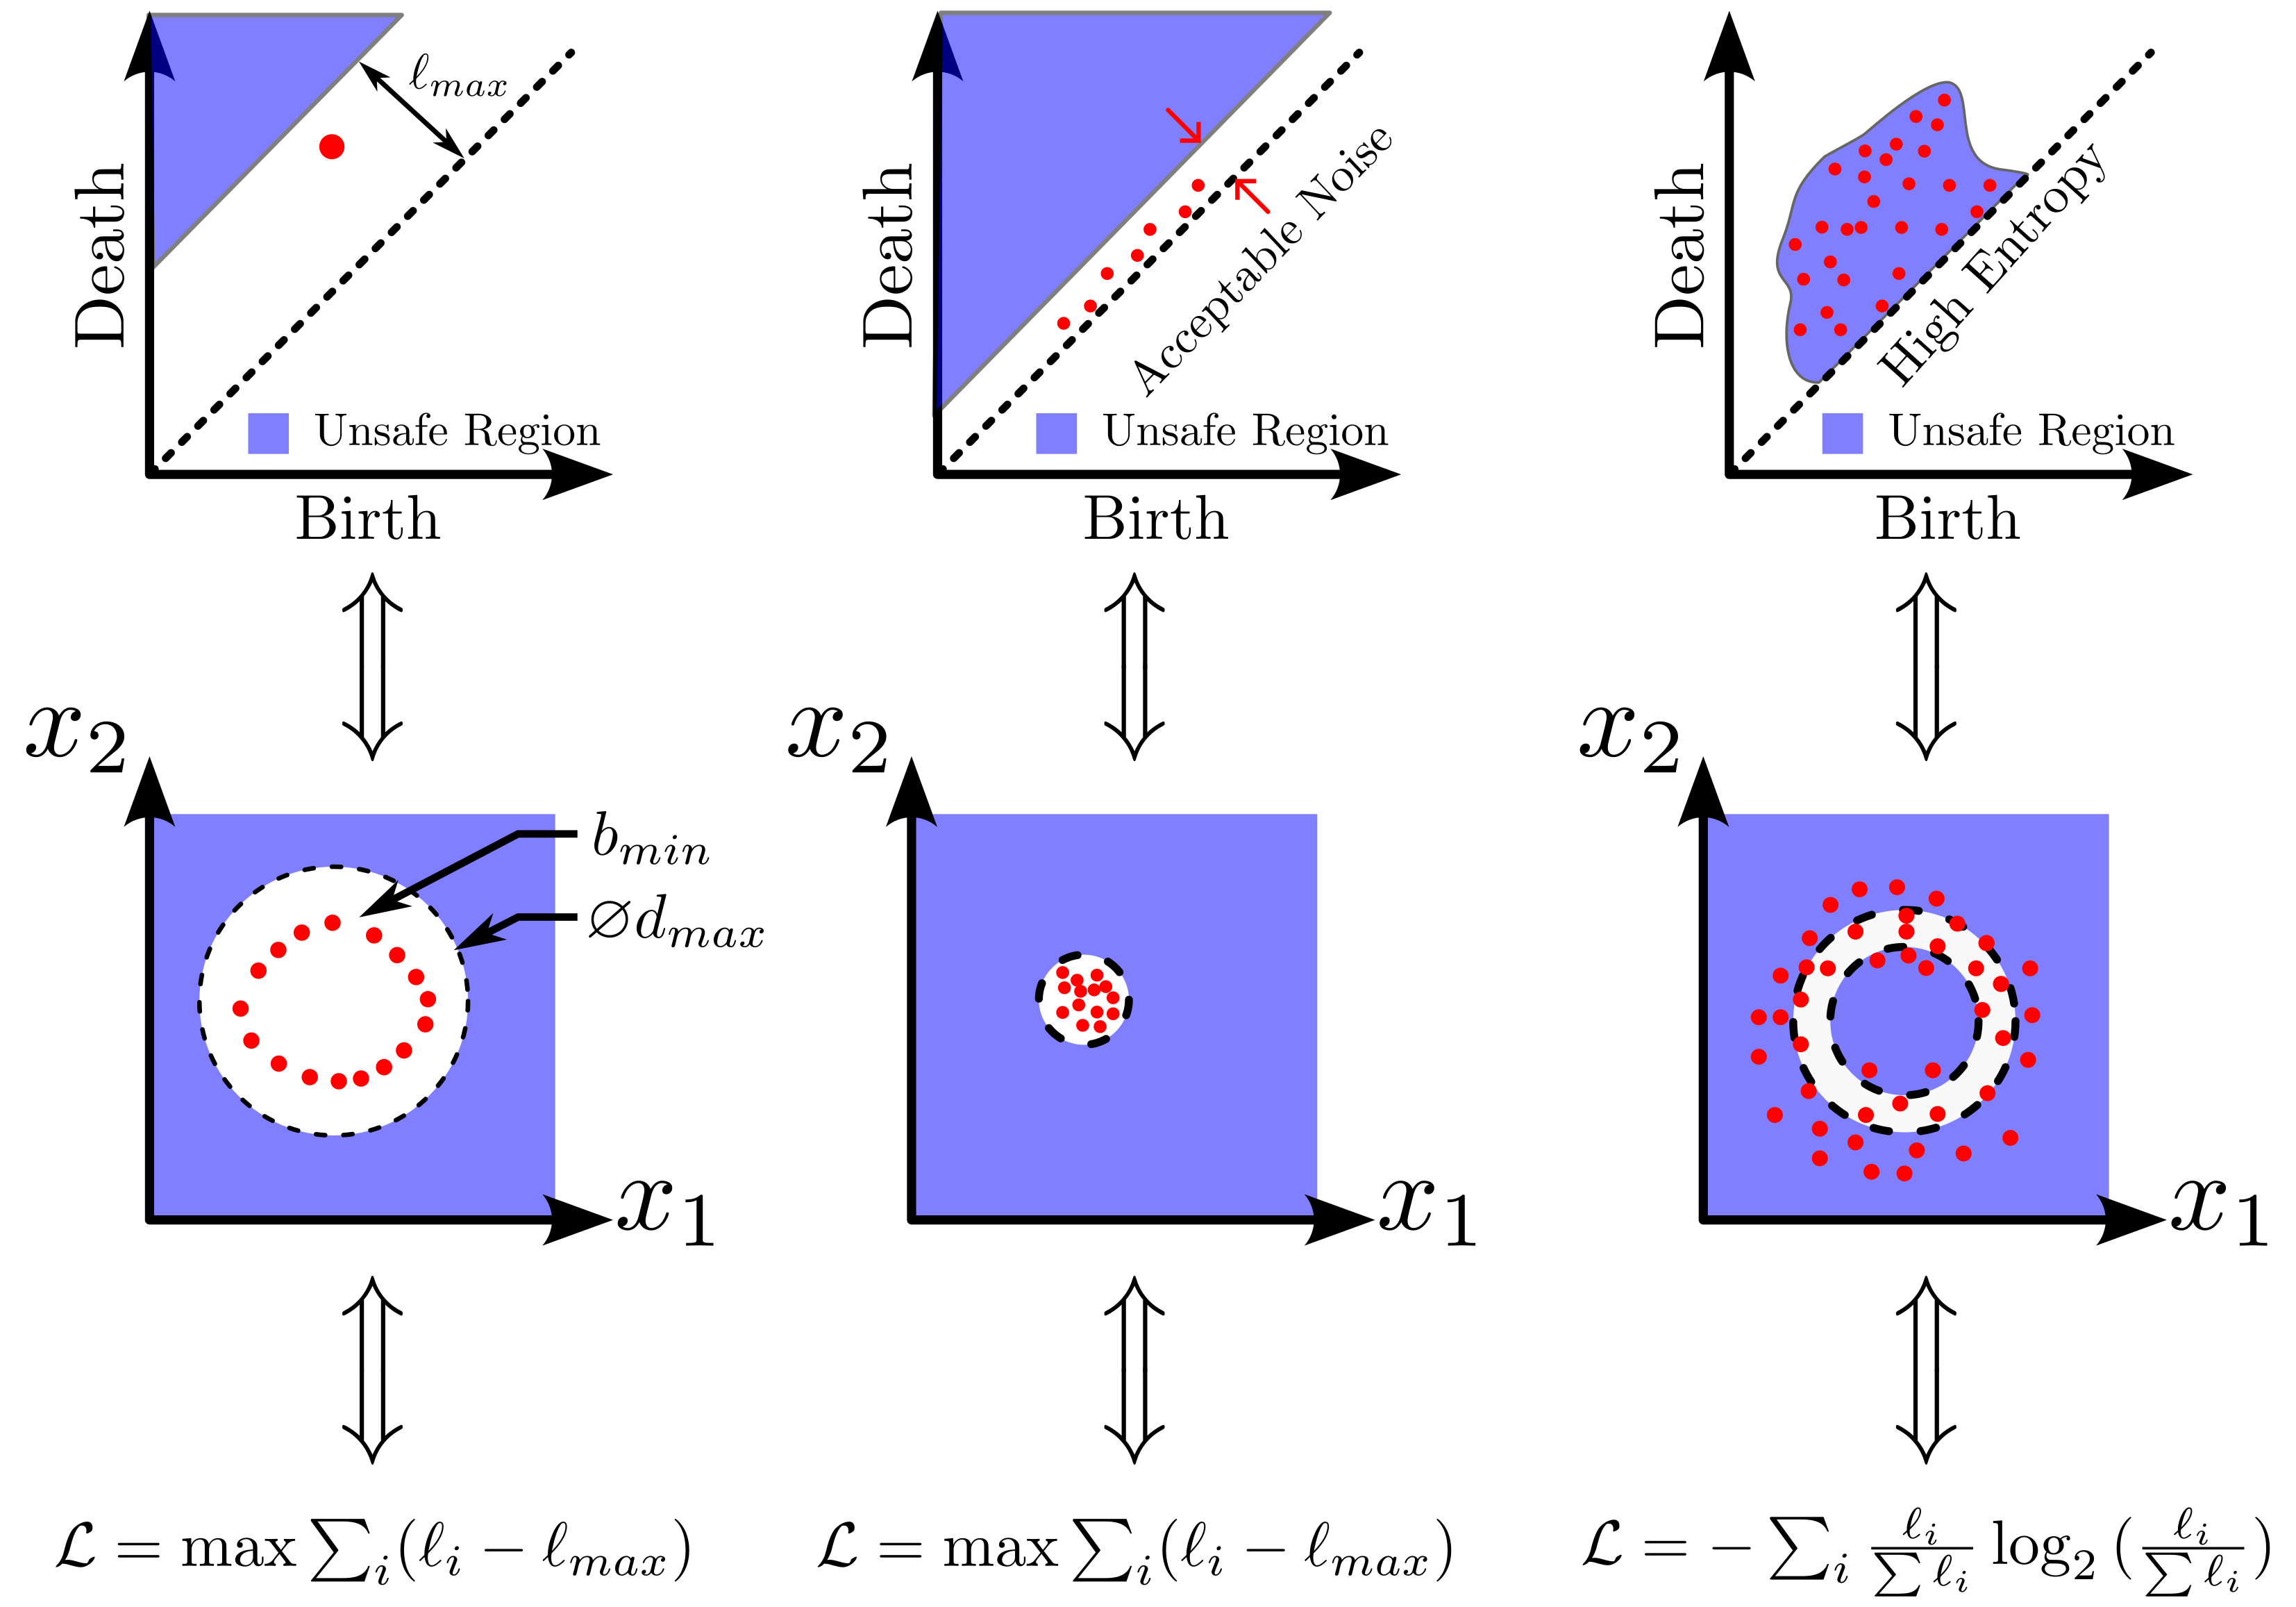 Death
ℓ_max
Unsafe Region
Birth
Death
Acceptable Noise
Unsafe Region
Birth
Death
High Entropy
Unsafe Region
Birth
x_2
b_min
∅d_max
x_1
x_2
x_1
x_2
x_1
ℒ = max ∑_i(ℓ_i − ℓ_max)
ℒ = max ∑_i(ℓ_i − ℓ_max)
ℒ = − ∑_i \frac{ℓ_i}{∑ℓ_i} log_2 (\frac{ℓ_i}{∑ℓ_i})